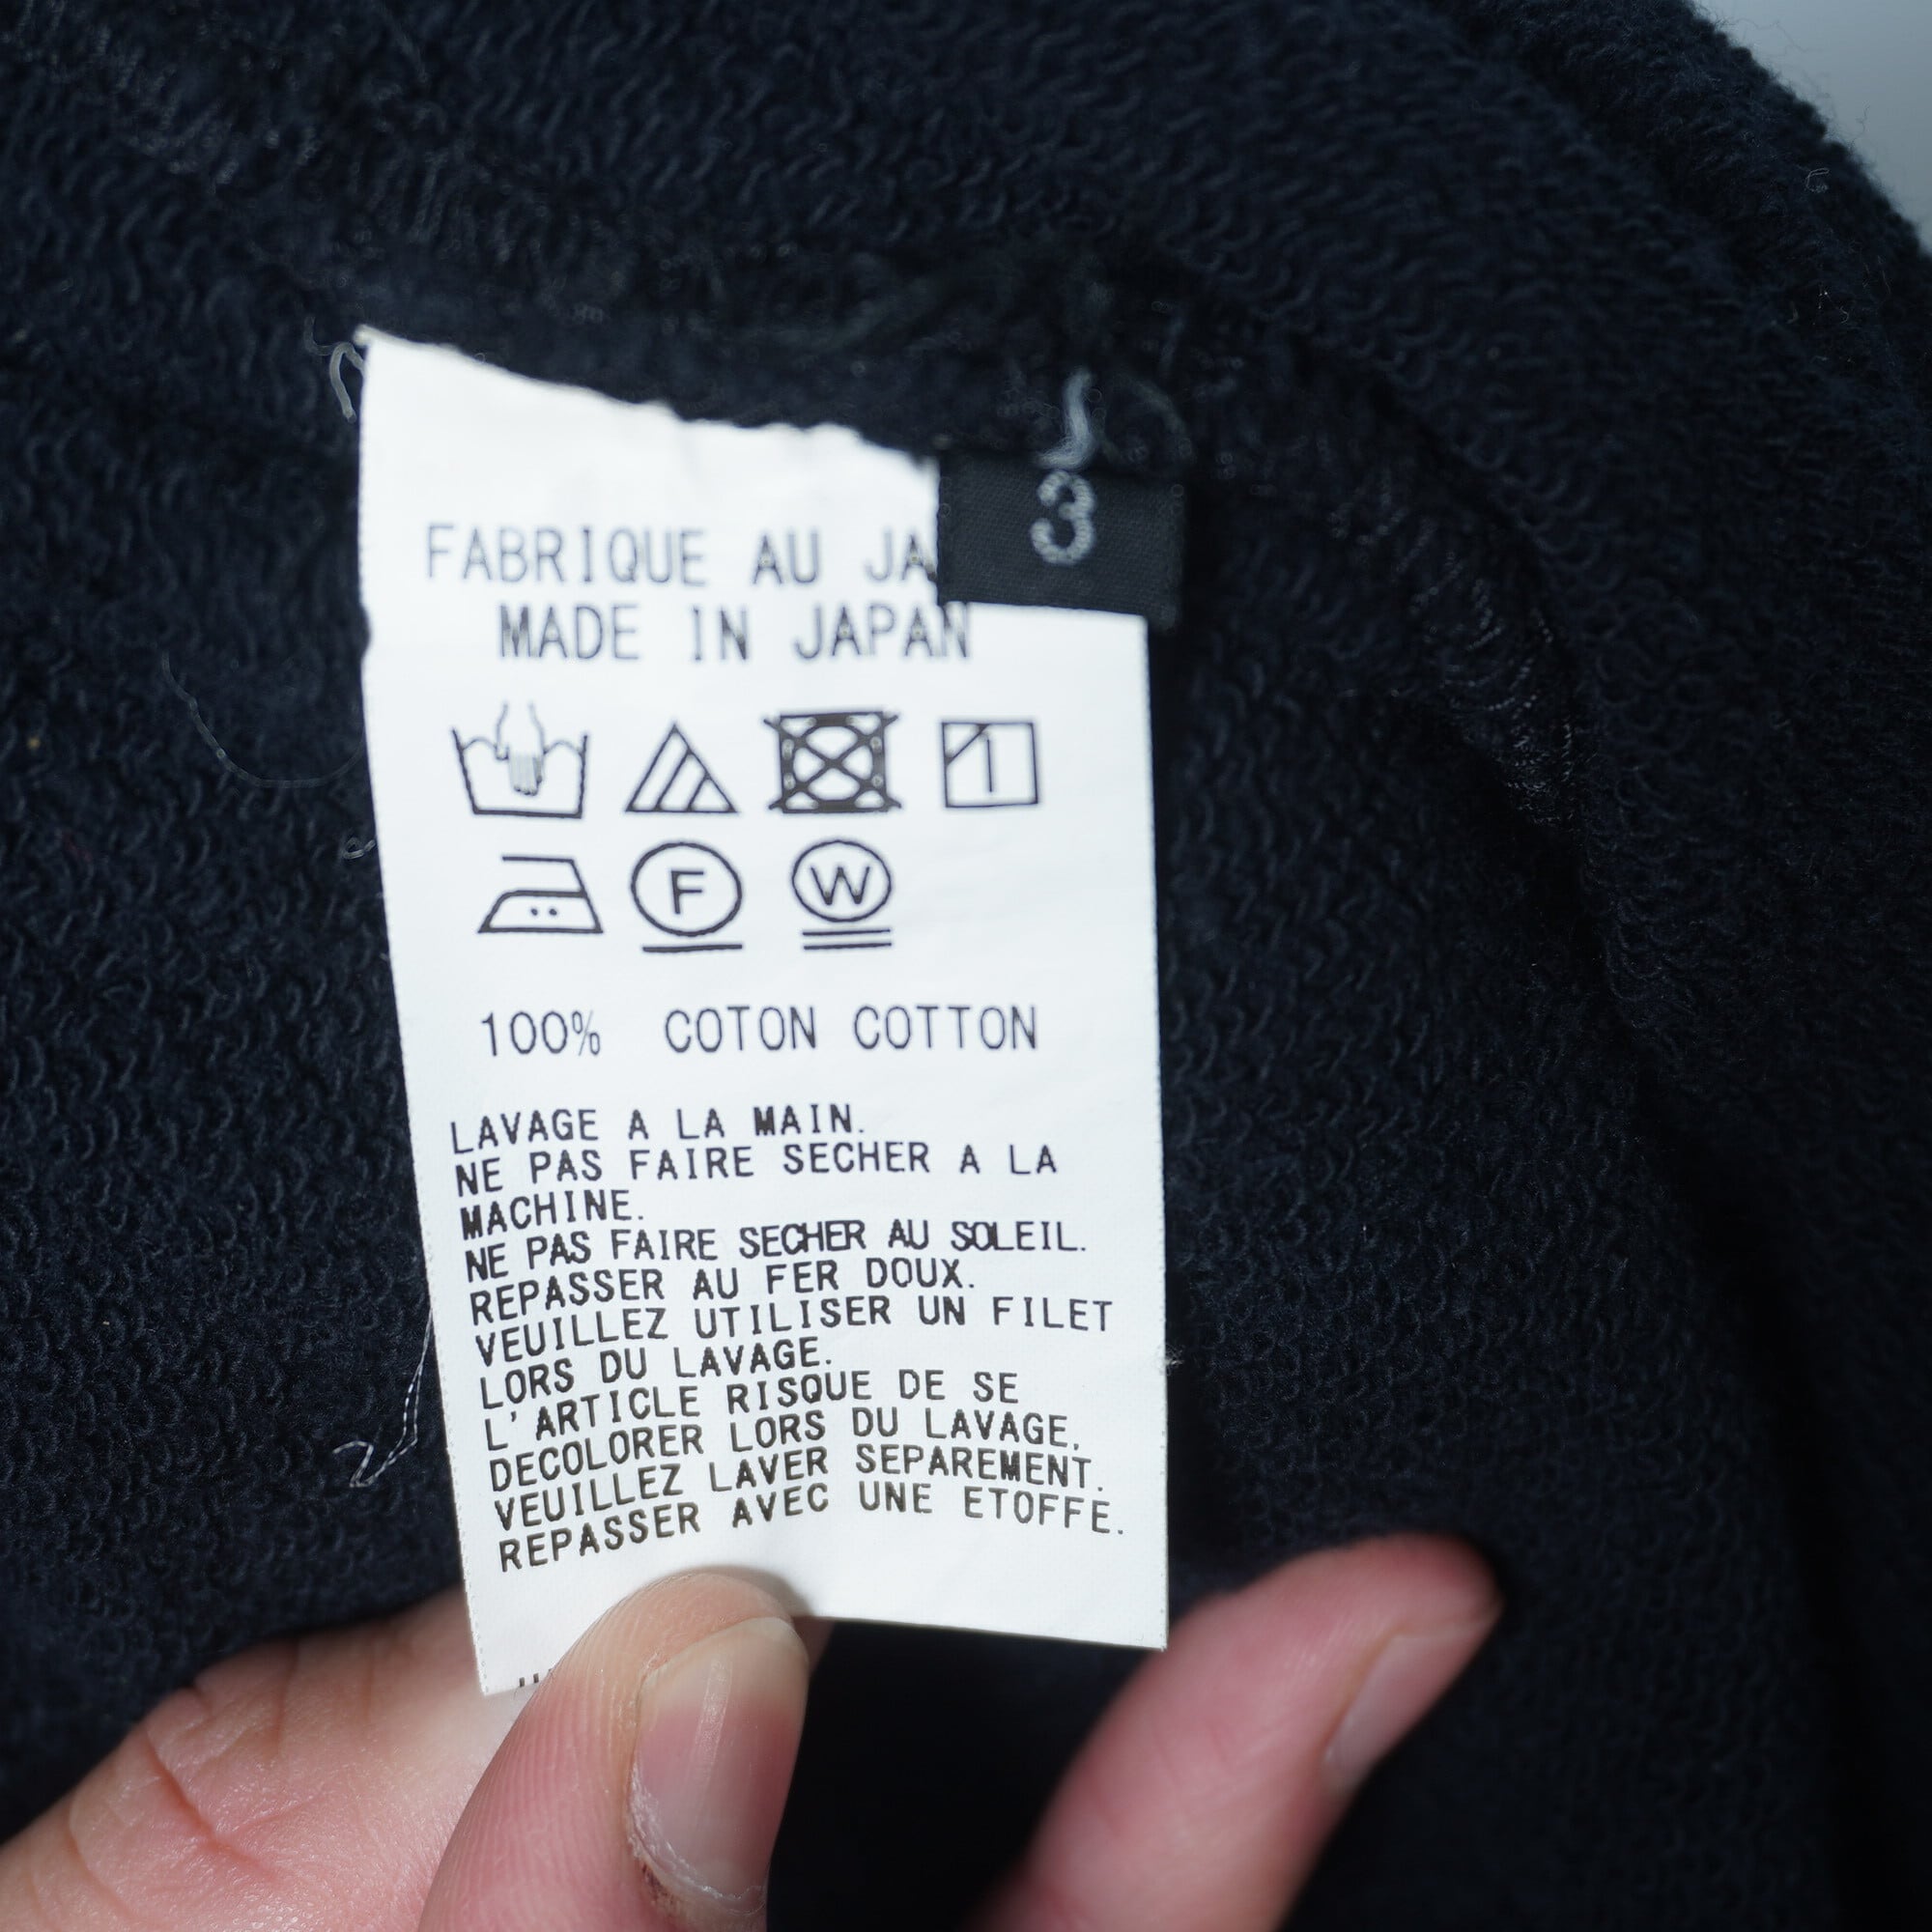 3
FABRIQUE AU JA
MADE IN JAPAN
F
W
100% COTON COTTON
LAVAGE A LA MAIN.
NE PAS FAIRE SECHER A LA
MACHINE.
NE PAS FAIRE SECHER AU SOLEIL.
REPASSER AU FER DOUX.
VEUILLEZ UTILISER UN FILET
LORS DU LAVAGE.
L'ARTICLE RISQUE DE SE
DECOLORER LORS DU LAVAGE,
VEUILLEZ LAVER SEPAREMENT.
REPASSER AVEC UNE ETOFFE.